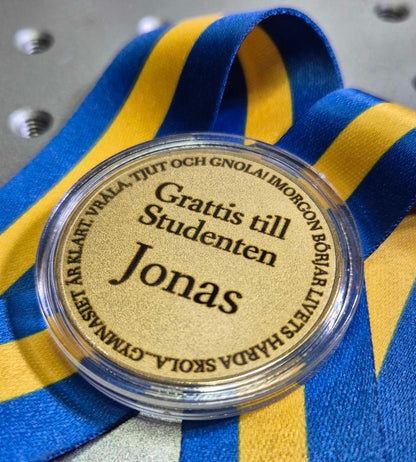 Grattis till
Studenten
Jonas
GYMNASIET ÄR KLART. VRÅLA, TJUT OCH GNOLA! IMORGON BÖRJAR LIVETS HÅRDA SKOLA...